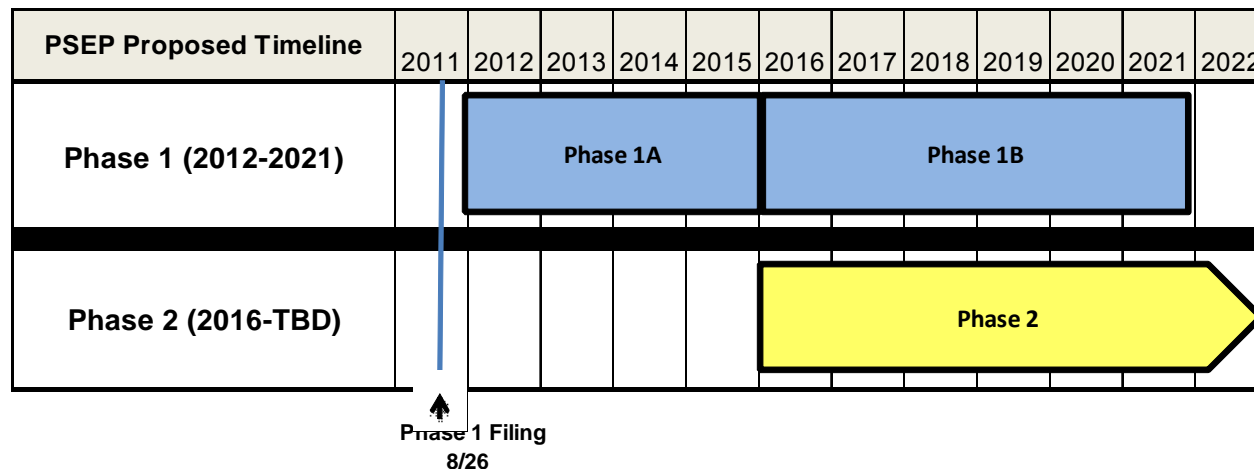 PSEP Proposed Timeline 2011 2012 2013 2014 2015 2016 2017 2018 2019 2020 2021 2022
Phase 1 (2012-2021) Phase 1A Phase 1B
Phase 2 (2016-TBD) Phase 2
Phase 1 Filing
8/26